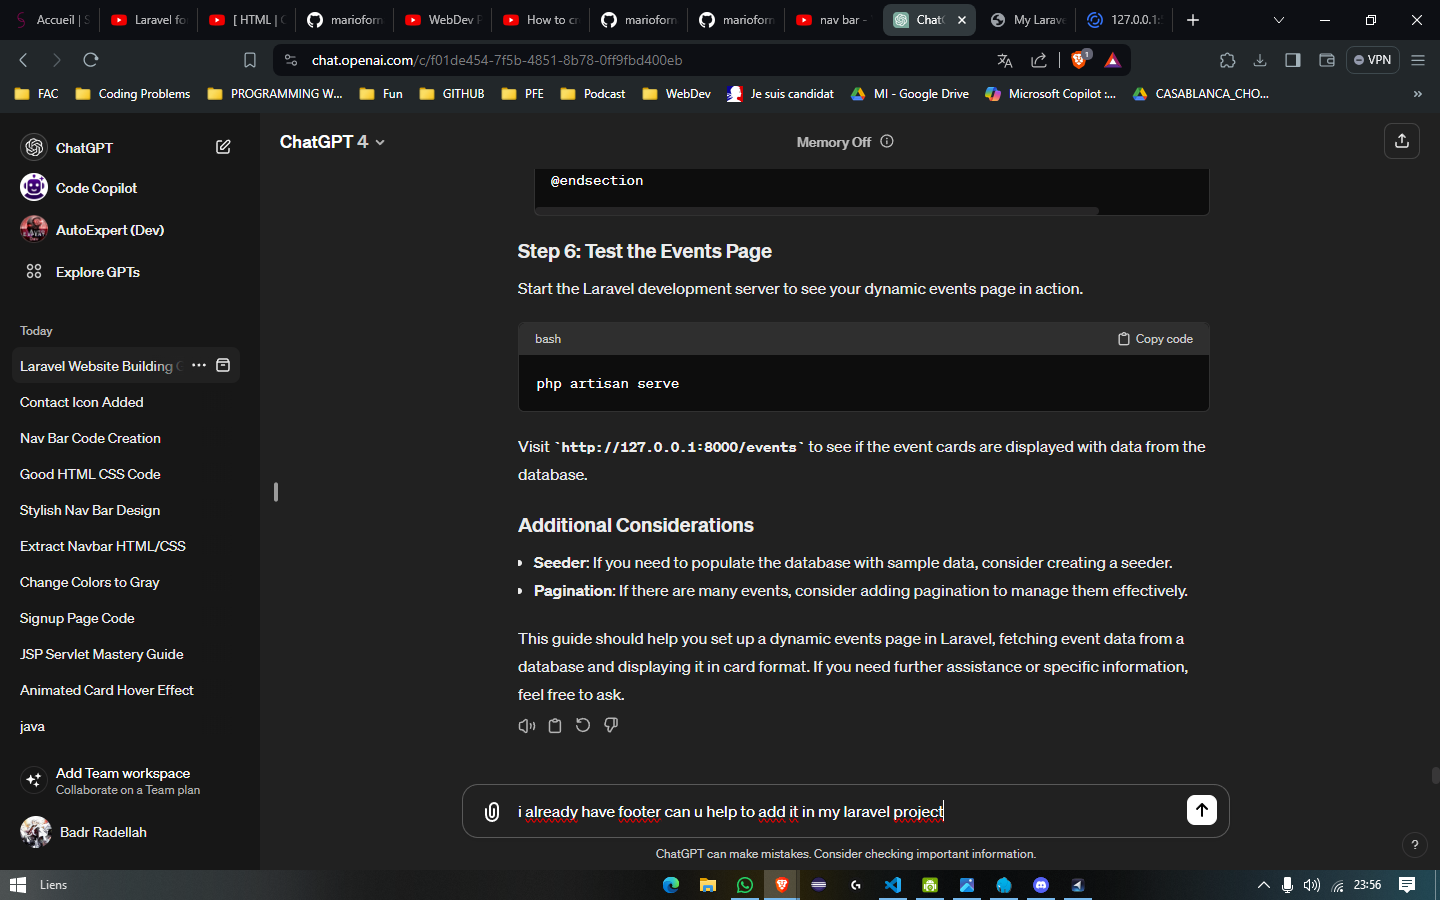 Accueil | S
Laravel fo
[ HTML | C
mariofor
WebDev P
How to cr
marioforn
mariforn
nav bar -
ChatG
My Larave
127.0.0.1:
chat.openai.com/c/f01de454-7f5b-4851-8b78-0ff9fbd400eb
1
VPN
FAC
Coding Problems
PROGRAMMING W...
Fun
GITHUB
PFE
Podcast
WebDev
Je suis candidat
MI - Google Drive
Microsoft Copilot :...
CASABLANCA_CHO...
»
ChatGPT
Code Copilot
AutoExpert (Dev)
Explore GPTs
Today
Laravel Website Building G
Contact Icon Added
Nav Bar Code Creation
Good HTML CSS Code
Stylish Nav Bar Design
Extract Navbar HTML/CSS
Change Colors to Gray
Signup Page Code
JSP Servlet Mastery Guide
Animated Card Hover Effect
java
Add Team workspace
Collaborate on a Team plan
Badr Radellah
ChatGPT 4
Memory Off
@endsection
Step 6: Test the Events Page
Start the Laravel development server to see your dynamic events page in action.
bash
Copy code
php artisan serve
Visit `http://127.0.0.1:8000/events` to see if the event cards are displayed with data from the
database.
Additional Considerations
• Seeder: If you need to populate the database with sample data, consider creating a seeder.
• Pagination: If there are many events, consider adding pagination to manage them effectively.
This guide should help you set up a dynamic events page in Laravel, fetching event data from a
database and displaying it in card format. If you need further assistance or specific information,
feel free to ask.
i already have footer can u help to add it in my laravel project
ChatGPT can make mistakes. Consider checking important information.
?
Liens
23:56